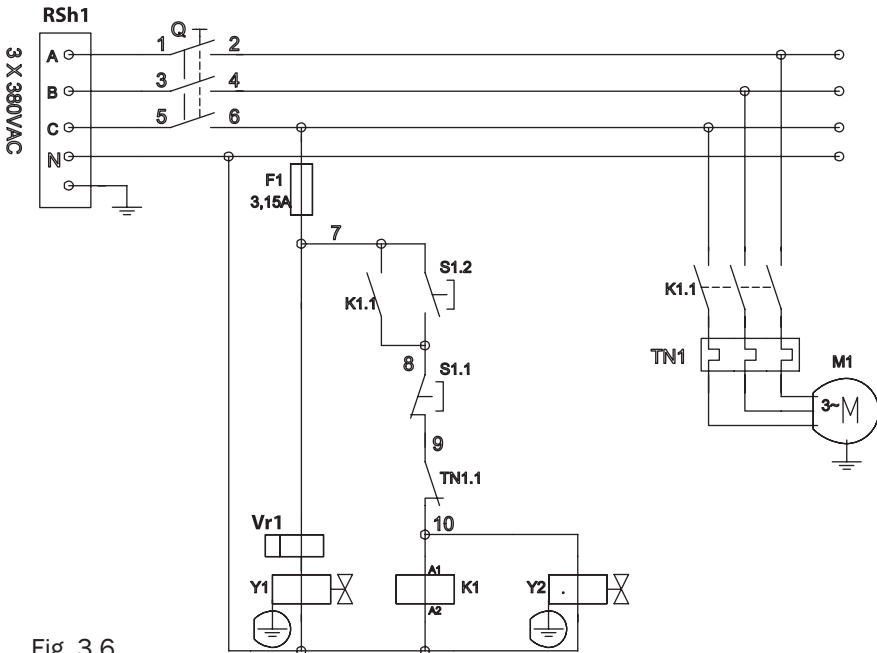 RSh1
3 X 380VAC
A
B
C
N
Q
1
2
3
4
5
6
F1
3,15A
7
K1.1
S1.2
8
S1.1
9
TN1.1
10
Vr1
Y1
A1
A2
K1
Y2
K1.1
TN1
M1
3~M
Fig. 3.6